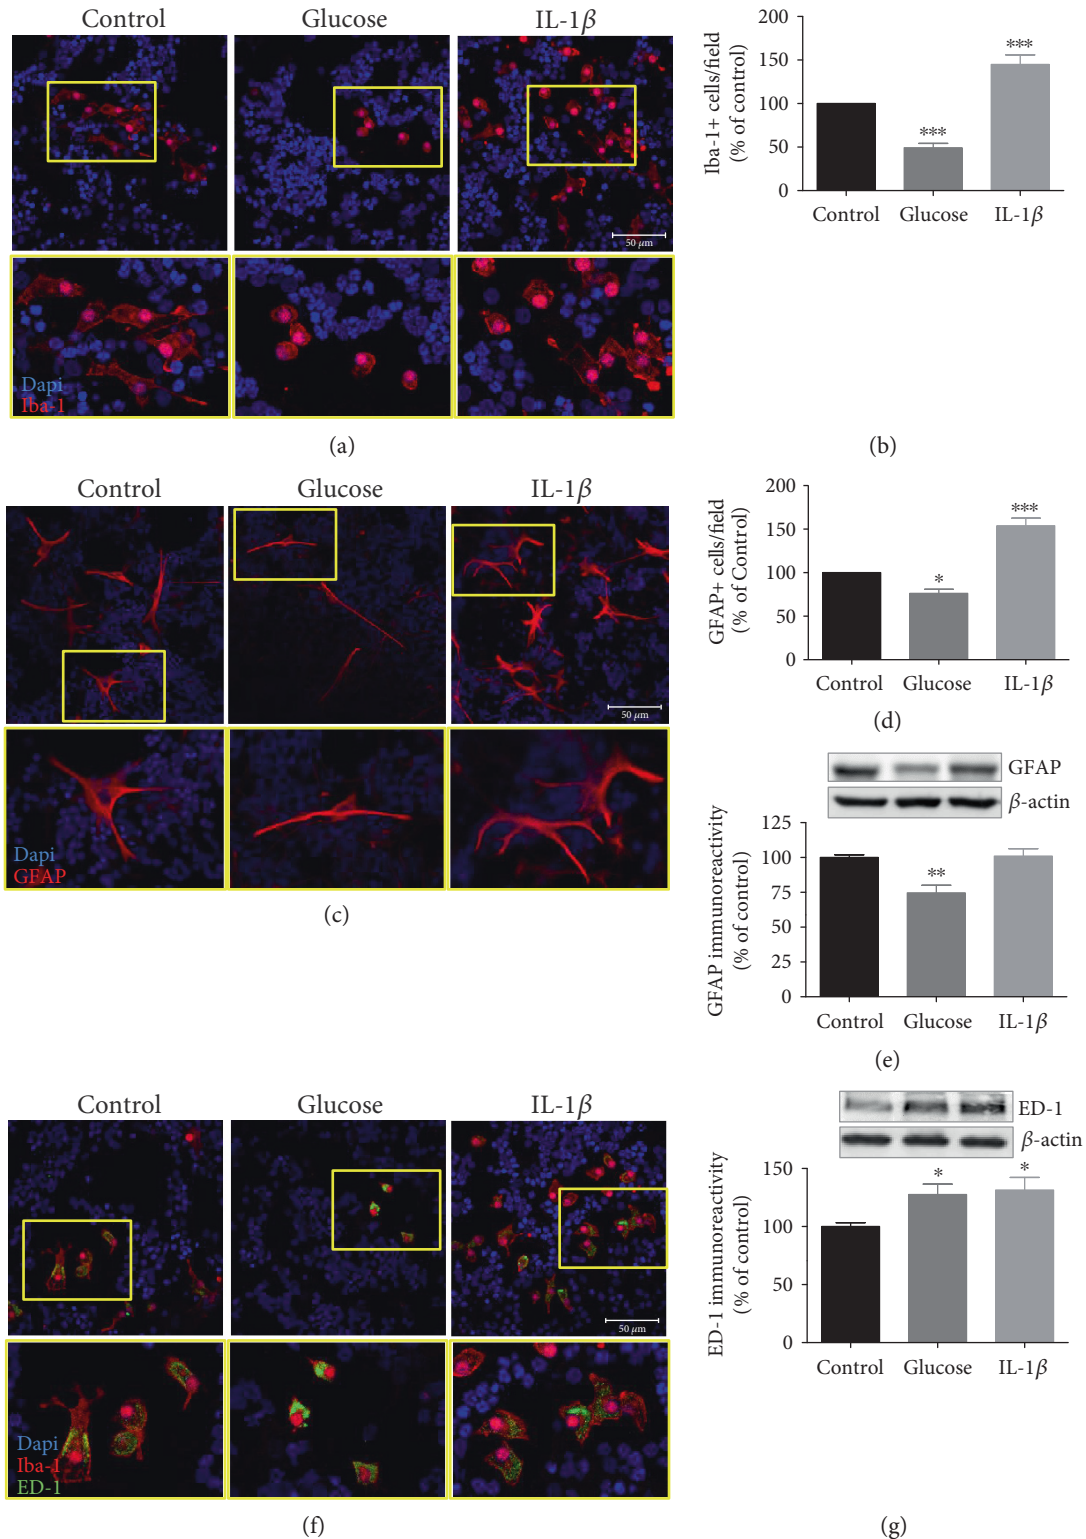 Control Glucose IL-1β
50 μm
Dapi
Iba-1
(a)
200
150
100
50
0
Iba-1+ cells/field
(% of control)
***
***
Control Glucose IL-1β
(b)
Control Glucose IL-1β
50 μm
Dapi
GFAP
(c)
200
150
100
50
0
GFAP+ cells/field
(% of Control)
*
***
Control Glucose IL-1β
(d)
GFAP
β-actin
125
100
75
50
25
0
GFAP immunoreactivity
(% of control)
**
Control Glucose IL-1β
(e)
Control Glucose IL-1β
50 μm
Dapi
Iba-1
ED-1
(f)
ED-1
β-actin
150
100
50
0
ED-1 immunoreactivity
(% of control)
*
*
Control Glucose IL-1β
(g)